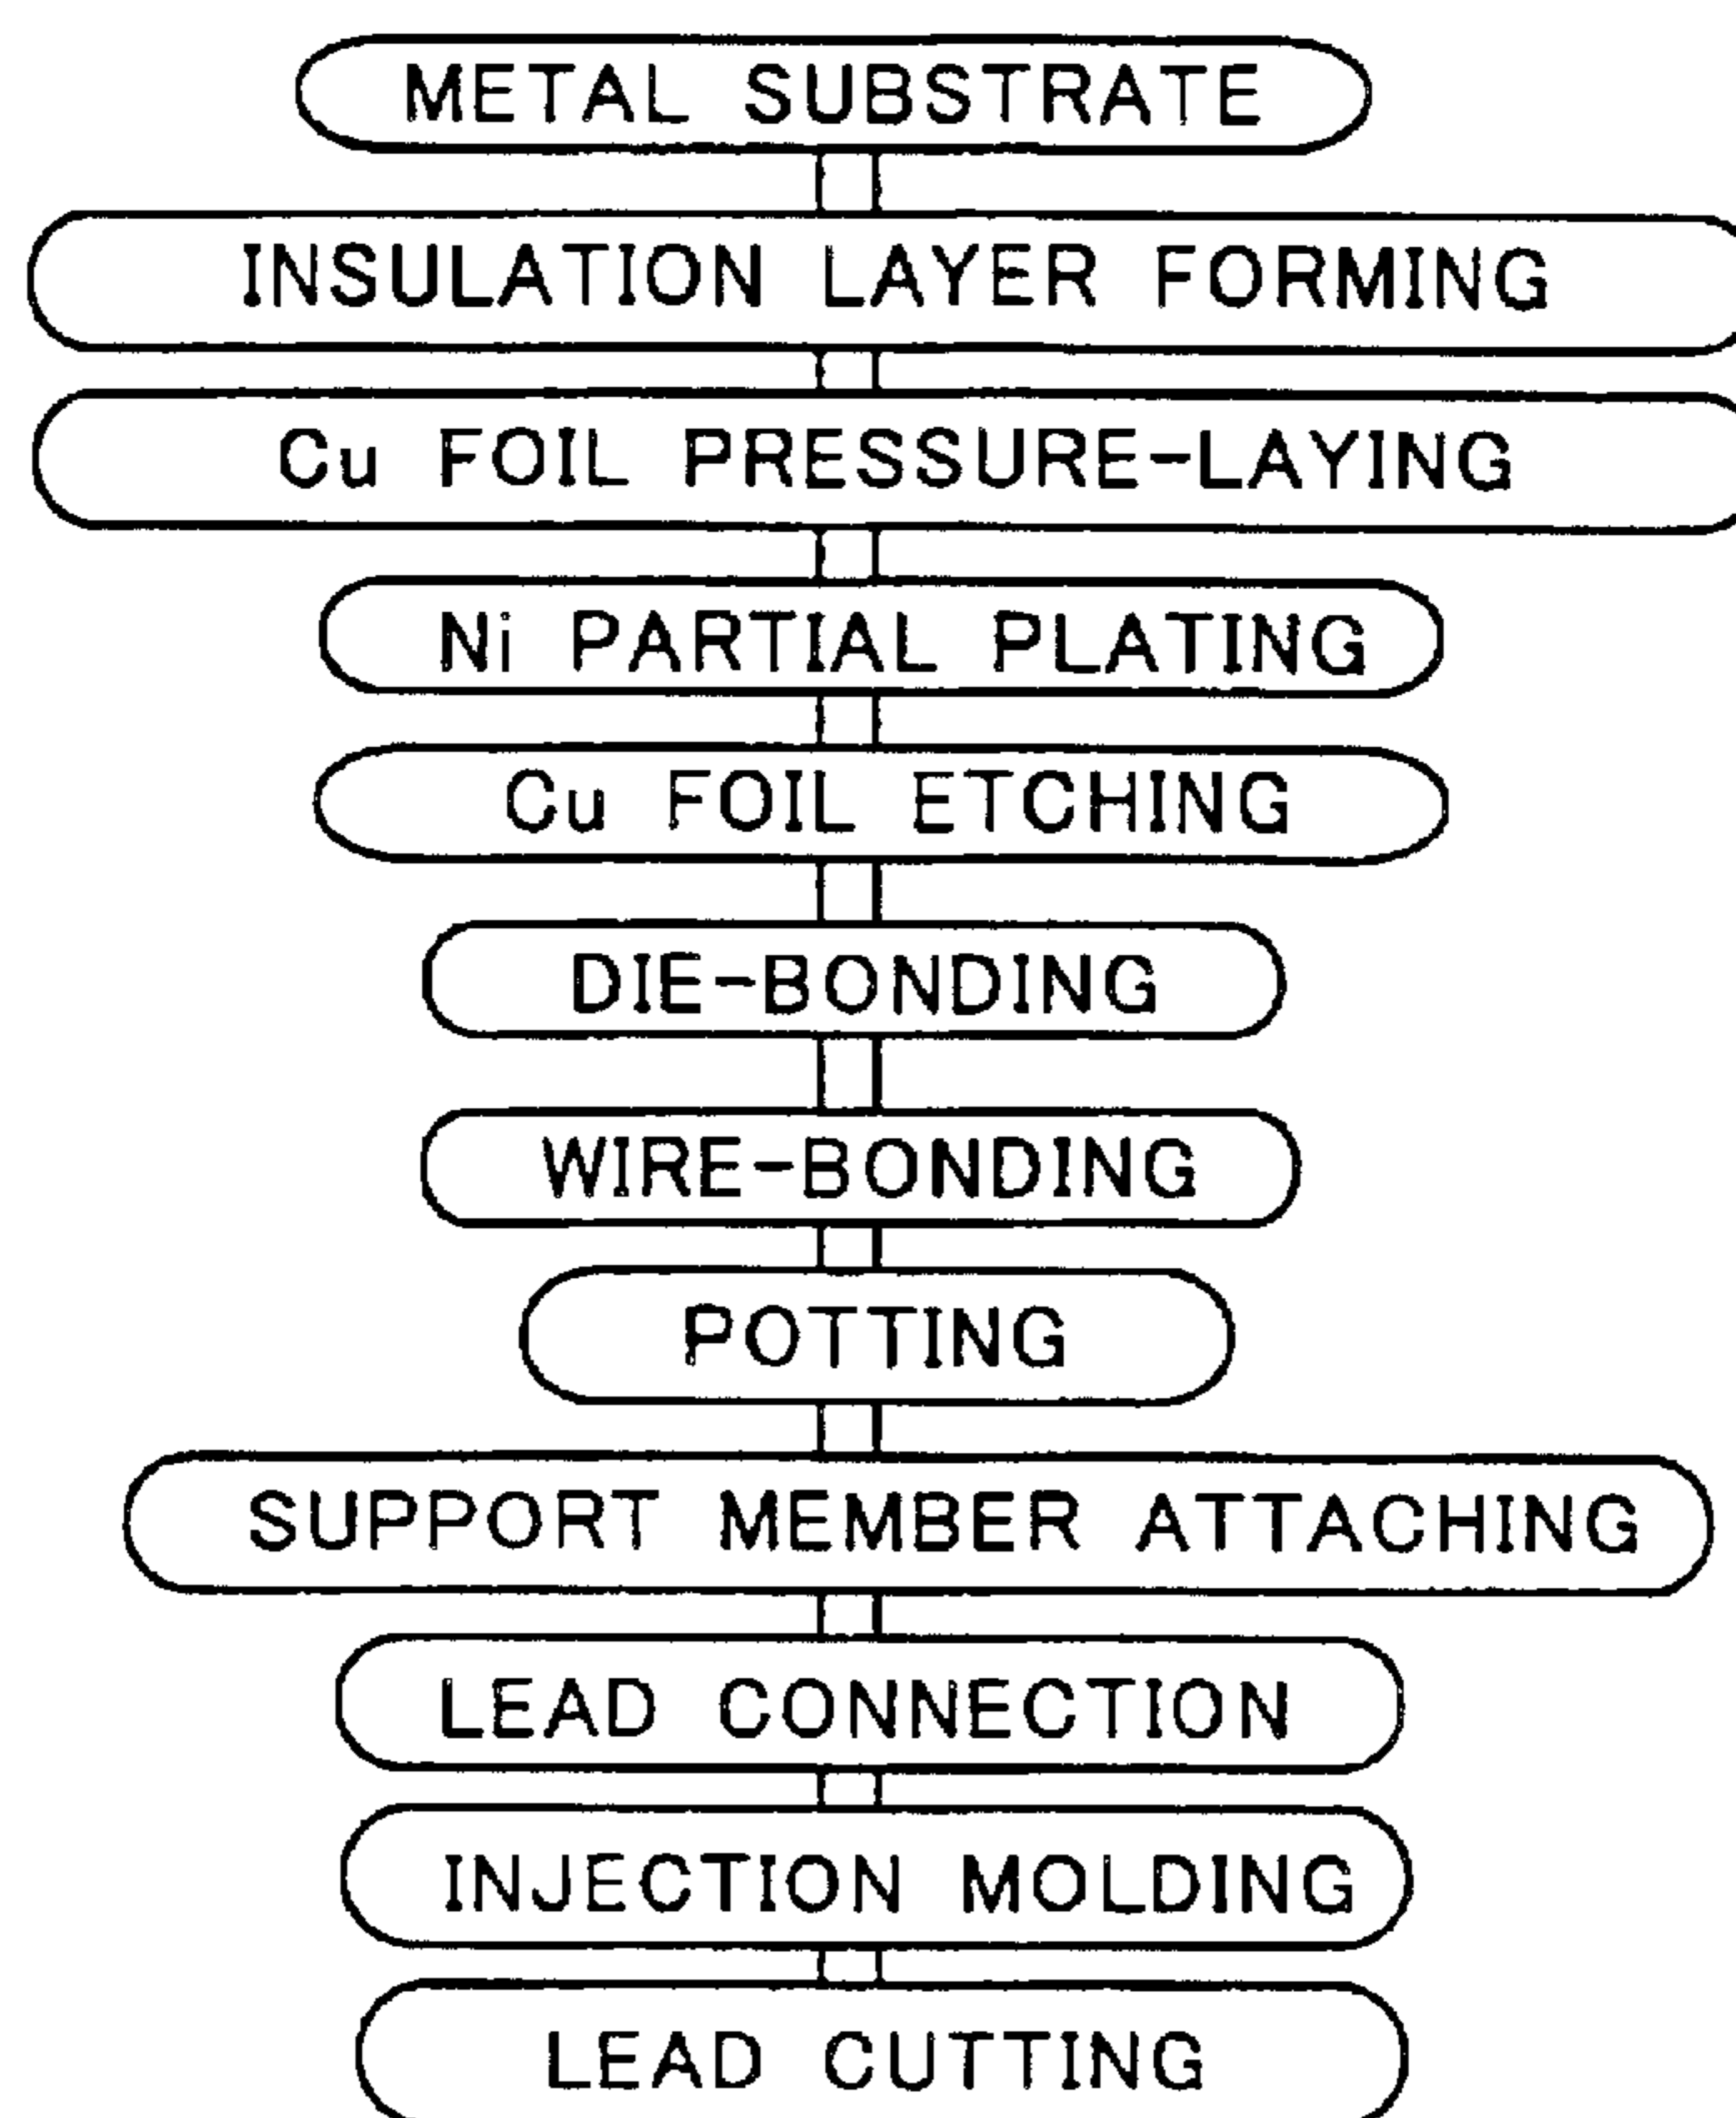 METAL SUBSTRATE
INSULATION LAYER FORMING
Cu FOIL PRESSURE-LAYING
Ni PARTIAL PLATING
Cu FOIL ETCHING
DIE-BONDING
WIRE-BONDING
POTTING
SUPPORT MEMBER ATTACHING
LEAD CONNECTION
INJECTION MOLDING
LEAD CUTTING